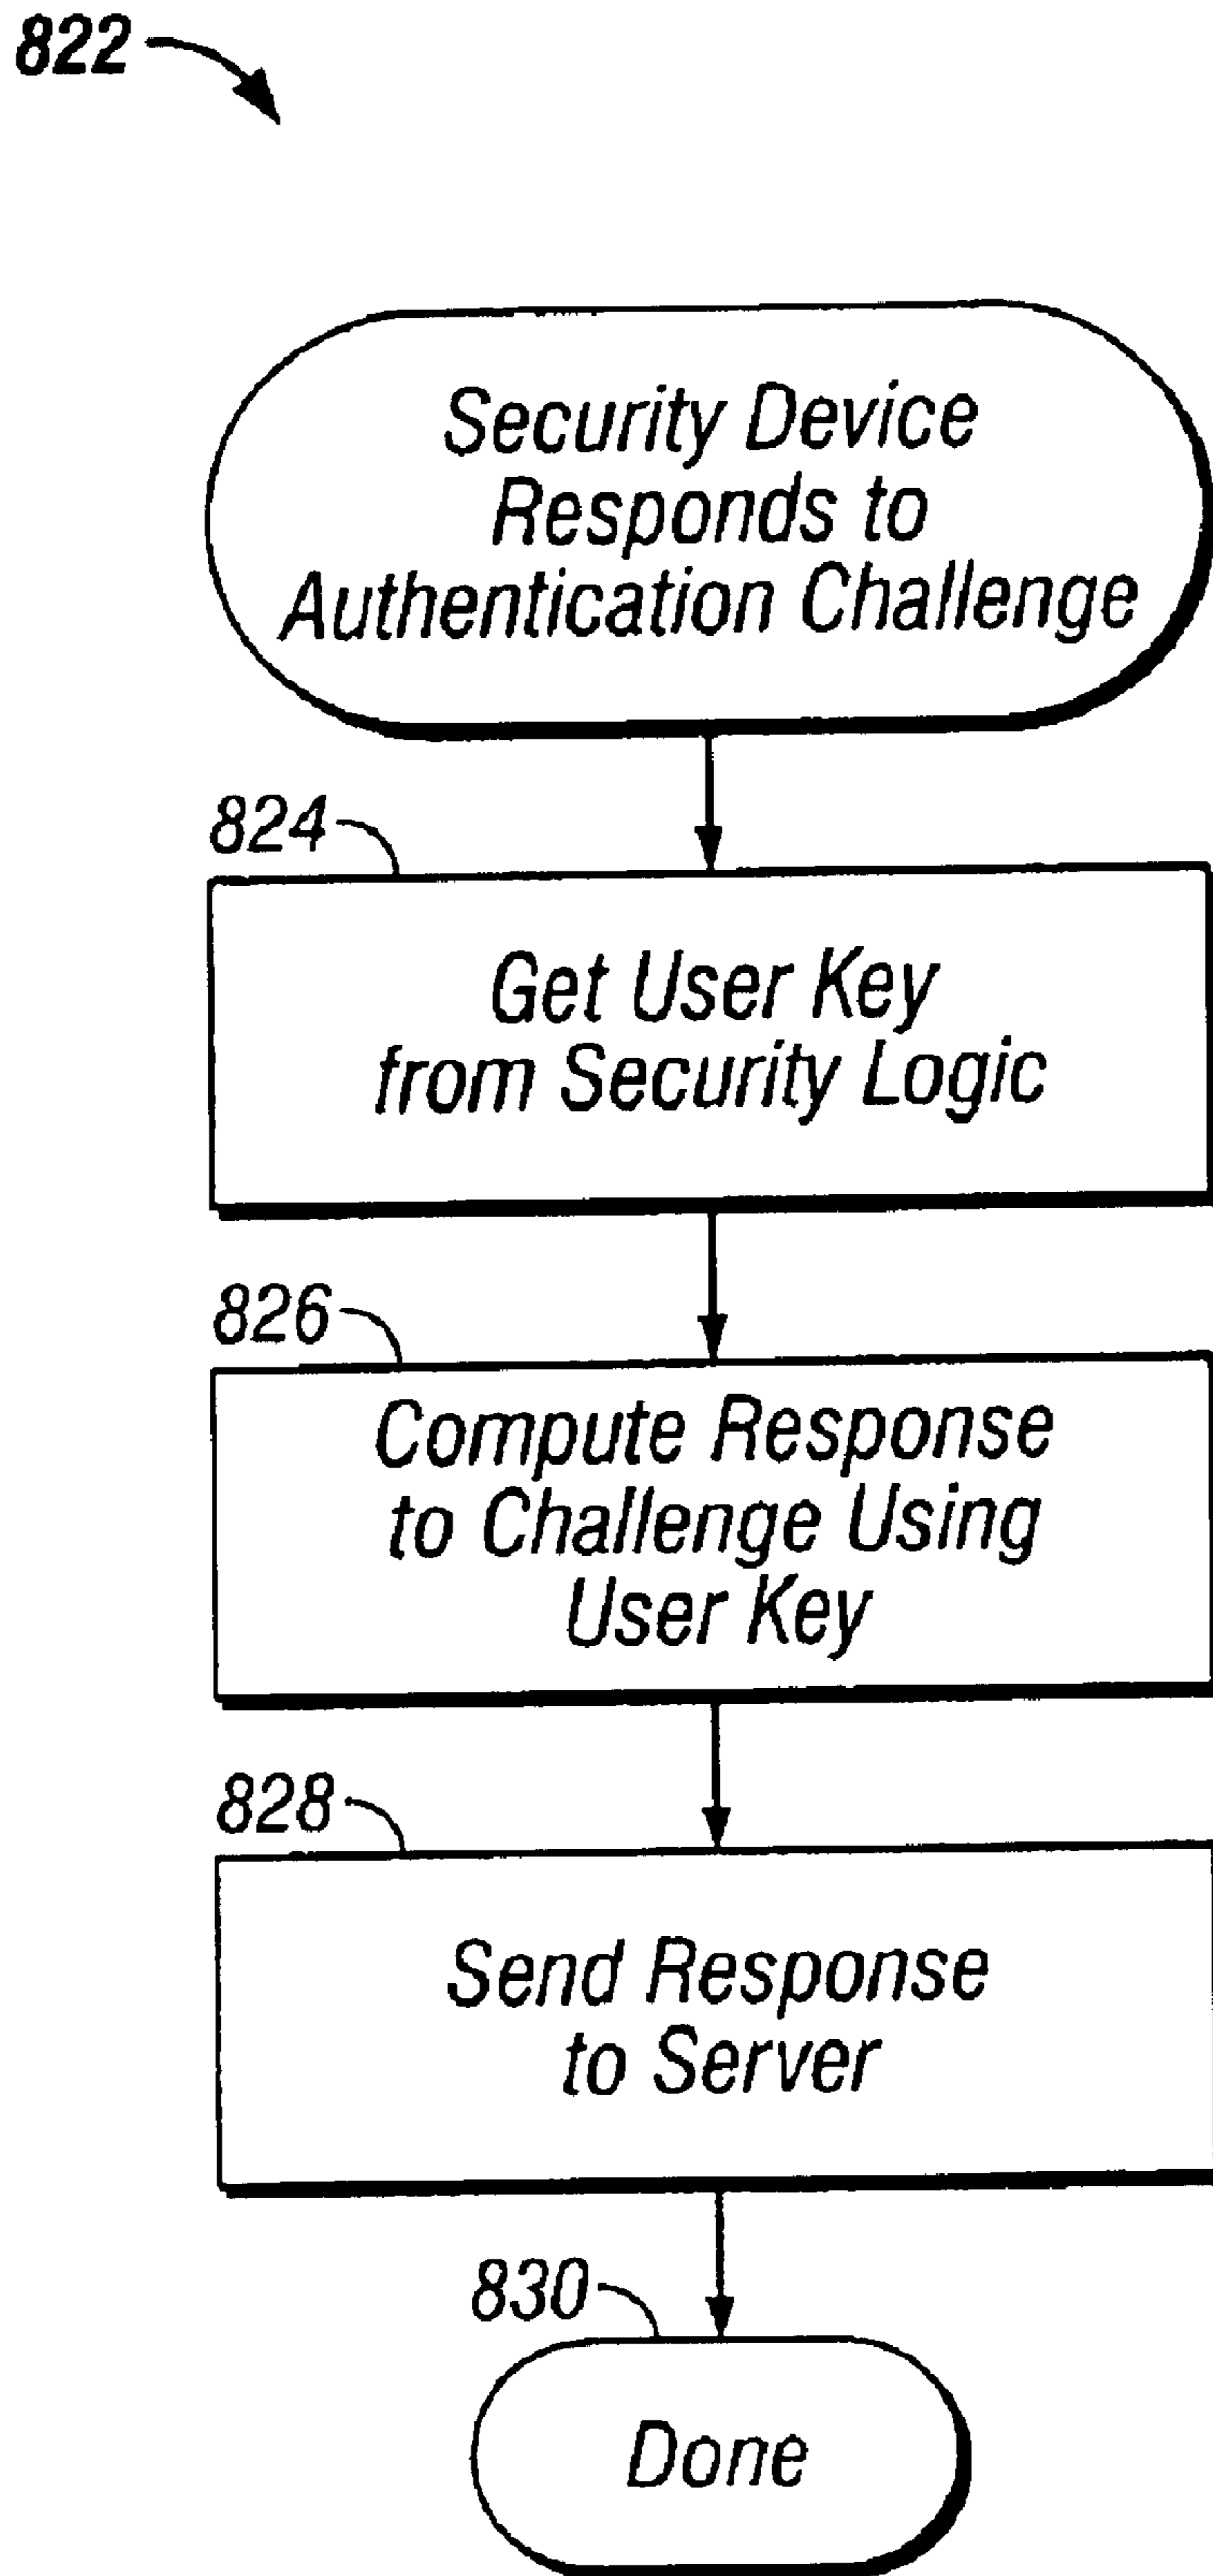 822
Security Device
Responds to
Authentication Challenge
824
Get User Key
from Security Logic
826
Compute Response
to Challenge Using
User Key
828
Send Response
to Server
830
Done